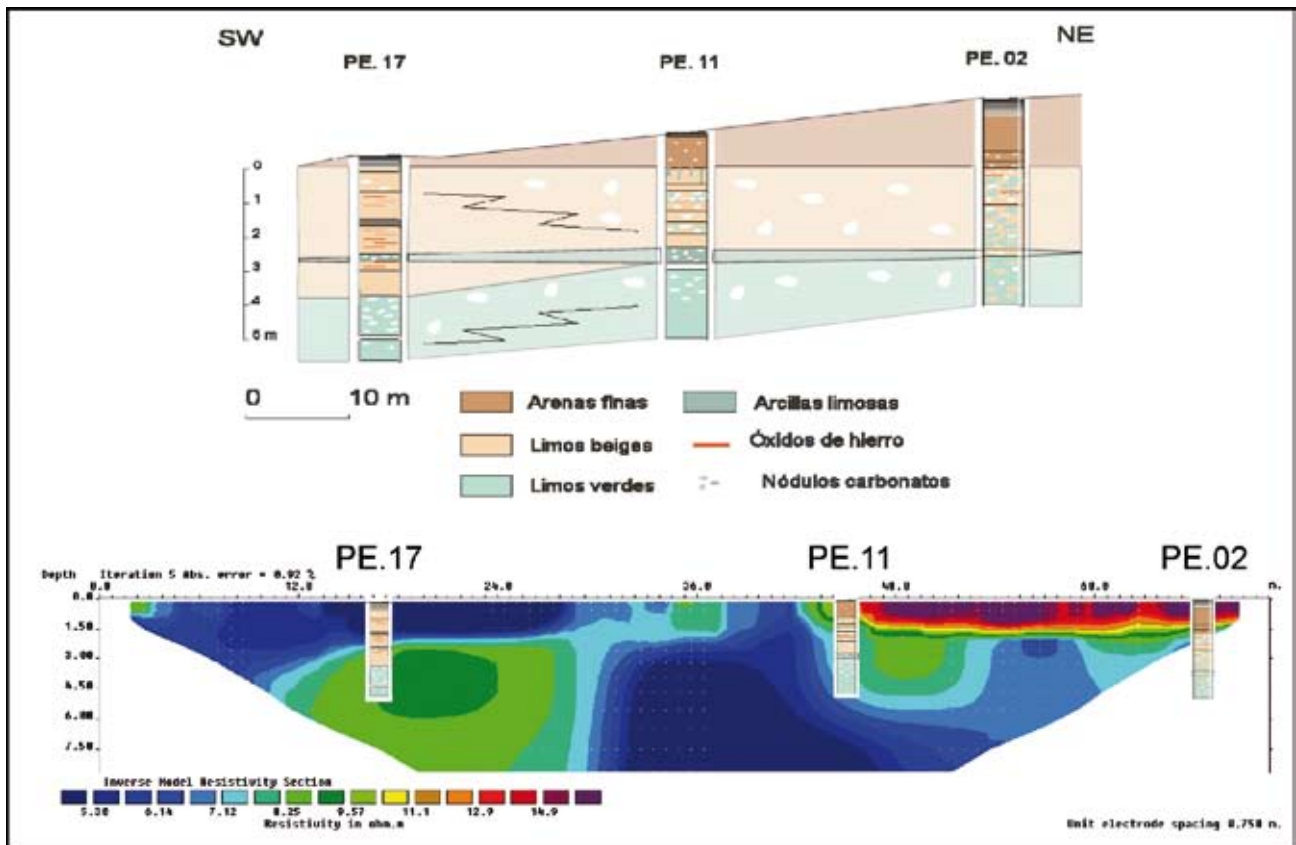 SW
NE
PE. 17
PE. 11
PE. 02
0
1
2
3
4
5 m
0 10 m
Arenas finas
Arcillas limosas
Limos beiges
Óxidos de hierro
Limos verdes
Nódulos carbonatos
PE.17
PE.11
PE.02
Depth Iteration 5 Abs. error = 0.92 %
0.0 12.0 24.0 36.0 48.0 60.0 m.
0.0
1.50
3.00
4.50
6.00
7.50
Inverse Model Resistivity Section
5.30 6.14 7.12 8.25 9.57 11.1 12.9 14.9
Resistivity in ohm.m
Unit electrode spacing 0.750 m.